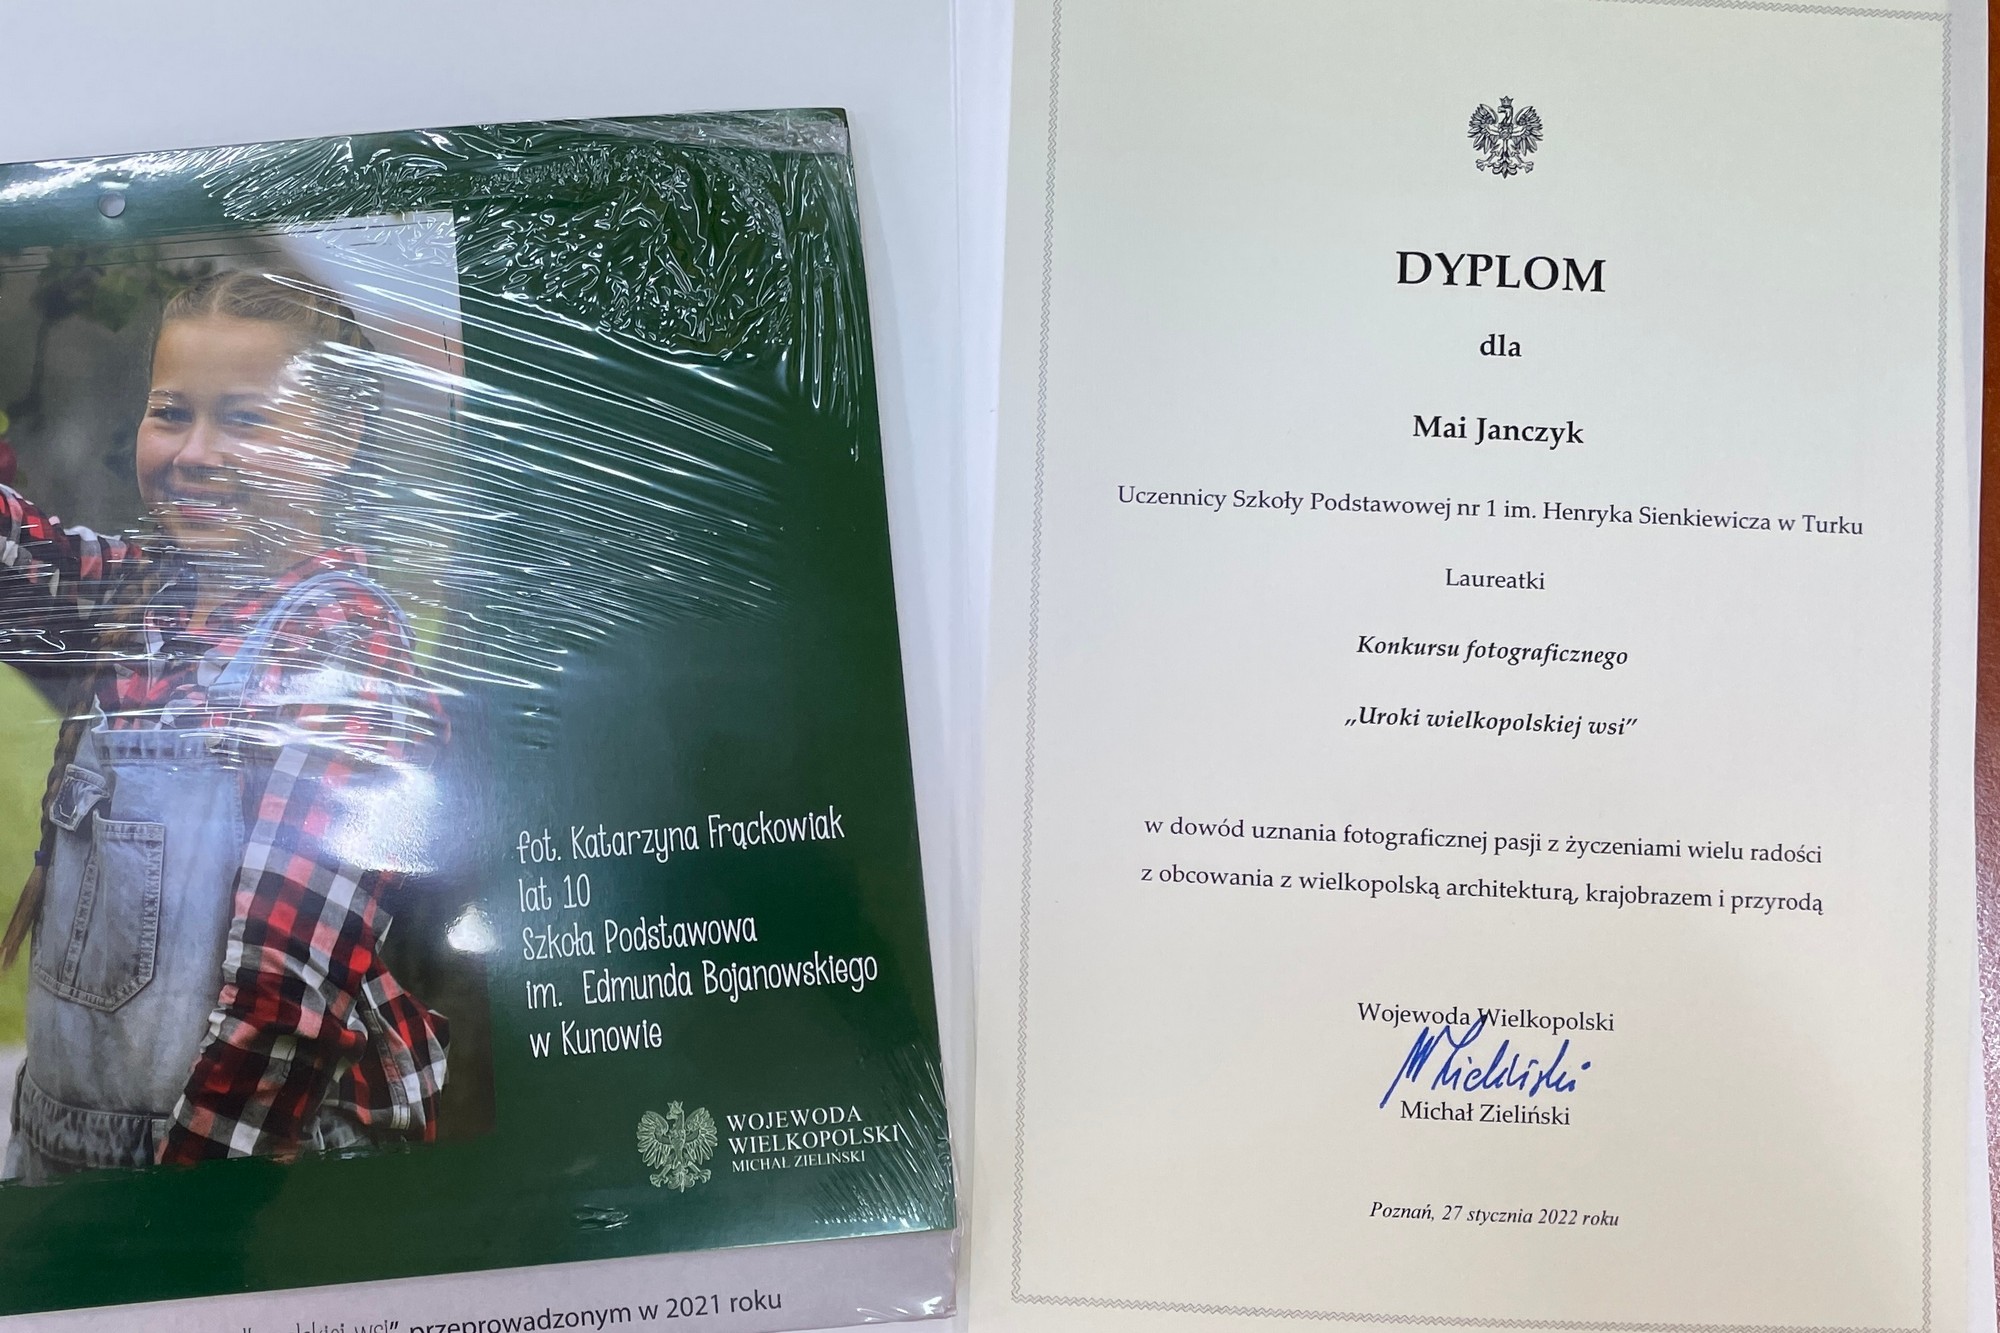 fot. Katarzyna Frąckowiak
lat 10
Szkoła Podstawowa
im. Edmunda Bojanowskiego
w Kunowie
WOJEWODA
WIELKOPOLSKI
MICHAŁ ZIELIŃSKI
wsi” przeprowadzonym w 2021 roku
DYPLOM
dla
Mai Janczyk
Uczennicy Szkoły Podstawowej nr 1 im. Henryka Sienkiewicza w Turku
Laureatki
Konkursu fotograficznego
„Uroki wielkopolskiej wsi”
w dowód uznania fotograficznej pasji z życzeniami wielu radości
z obcowania z wielkopolską architekturą, krajobrazem i przyrodą
Wojewoda Wielkopolski
M Zieliński
Michał Zieliński
Poznań, 27 stycznia 2022 roku